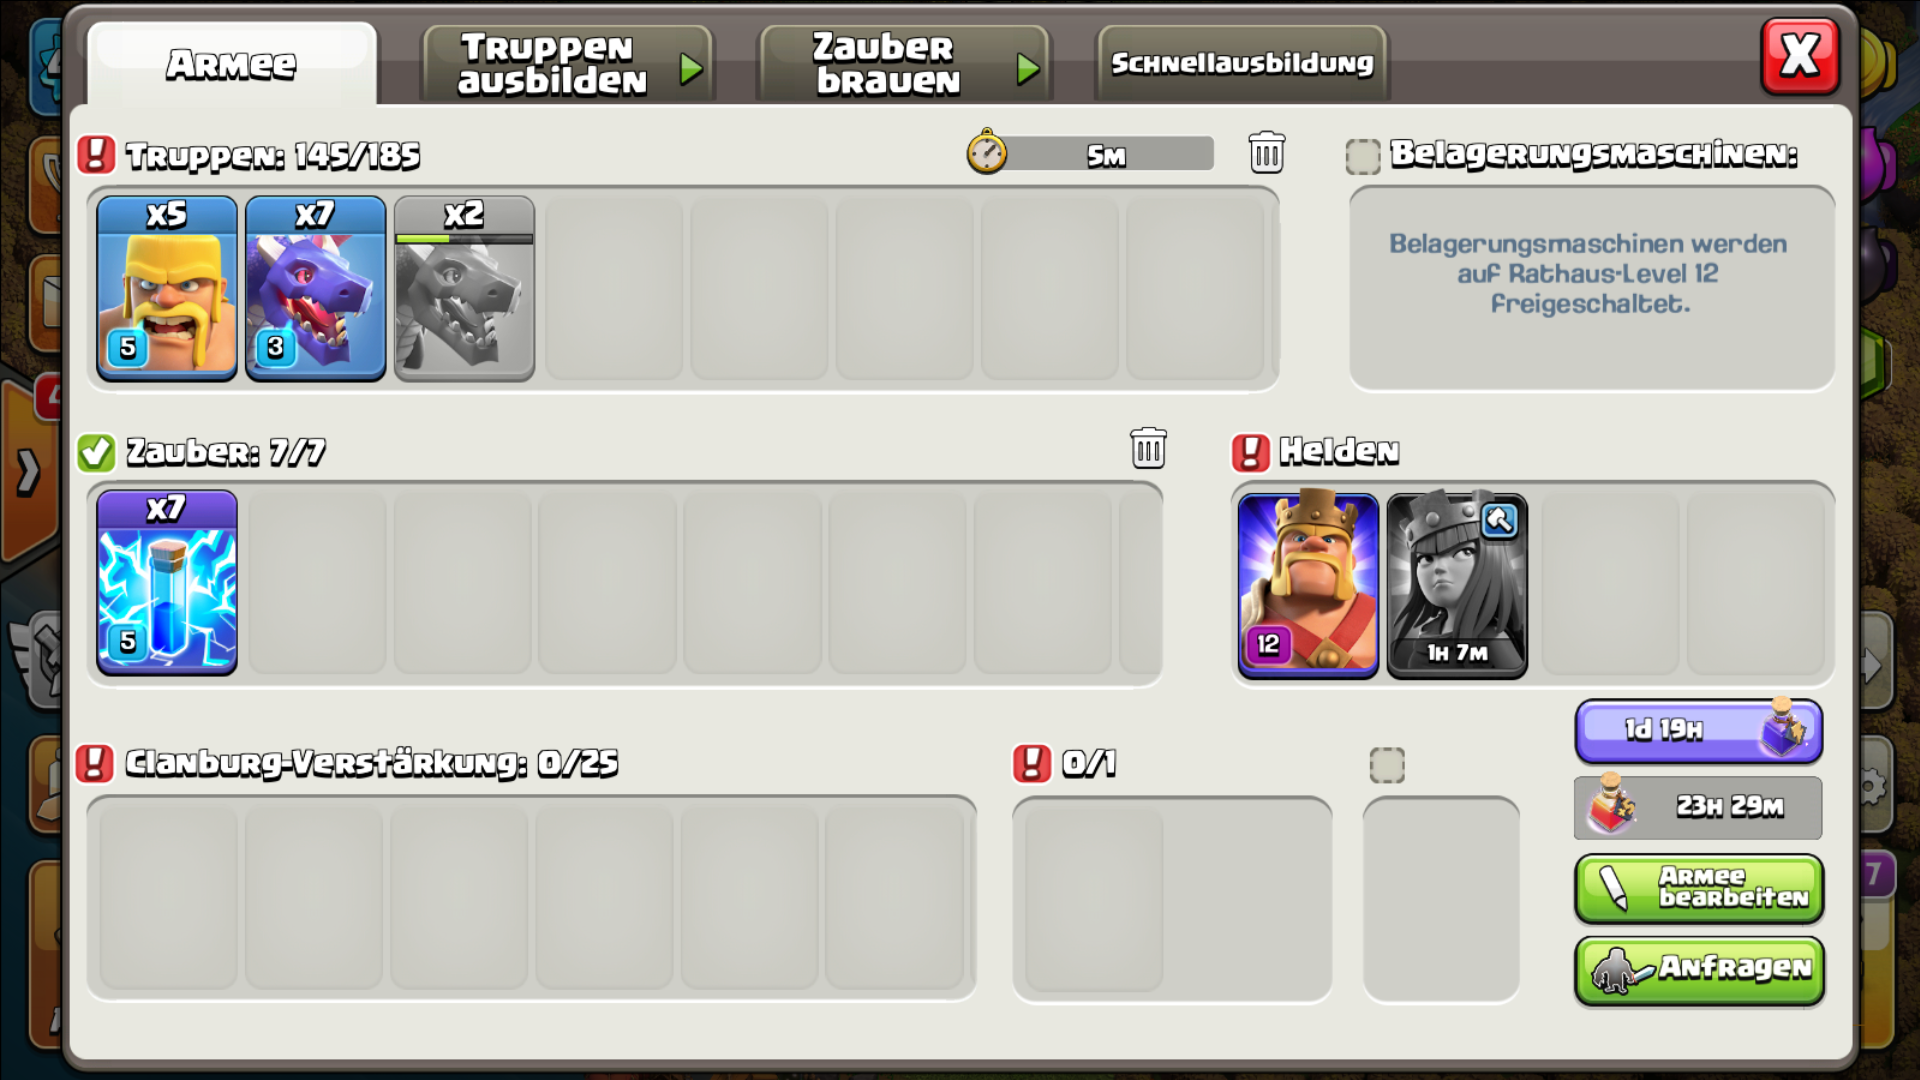 Armee
Truppen
ausbilden
Zauber
brauen
Schnellausbildung
X
Truppen: 145/185
5M
Belagerungsmaschinen:
x5
x7
x2
5
3
Belagerungsmaschinen werden
auf Rathaus-Level 12
freigeschaltet.
Zauber: 7/7
Helden
x7
5
12
1H 7M
1d 19H
Clanburg-Verstärkung: 0/25
0/1
23H 29M
Armee
bearbeiten
Anfragen
7